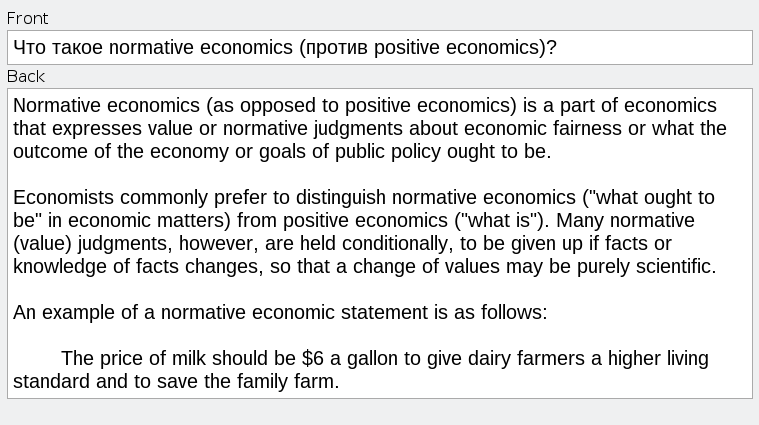 Front
Что такое normative economics (против positive economics)?
Back
Normative economics (as opposed to positive economics) is a part of economics
that expresses value or normative judgments about economic fairness or what the
outcome of the economy or goals of public policy ought to be.
Economists commonly prefer to distinguish normative economics ("what ought to
be" in economic matters) from positive economics ("what is"). Many normative
(value) judgments, however, are held conditionally, to be given up if facts or
knowledge of facts changes, so that a change of values may be purely scientific.
An example of a normative economic statement is as follows:
The price of milk should be $6 a gallon to give dairy farmers a higher living
standard and to save the family farm.